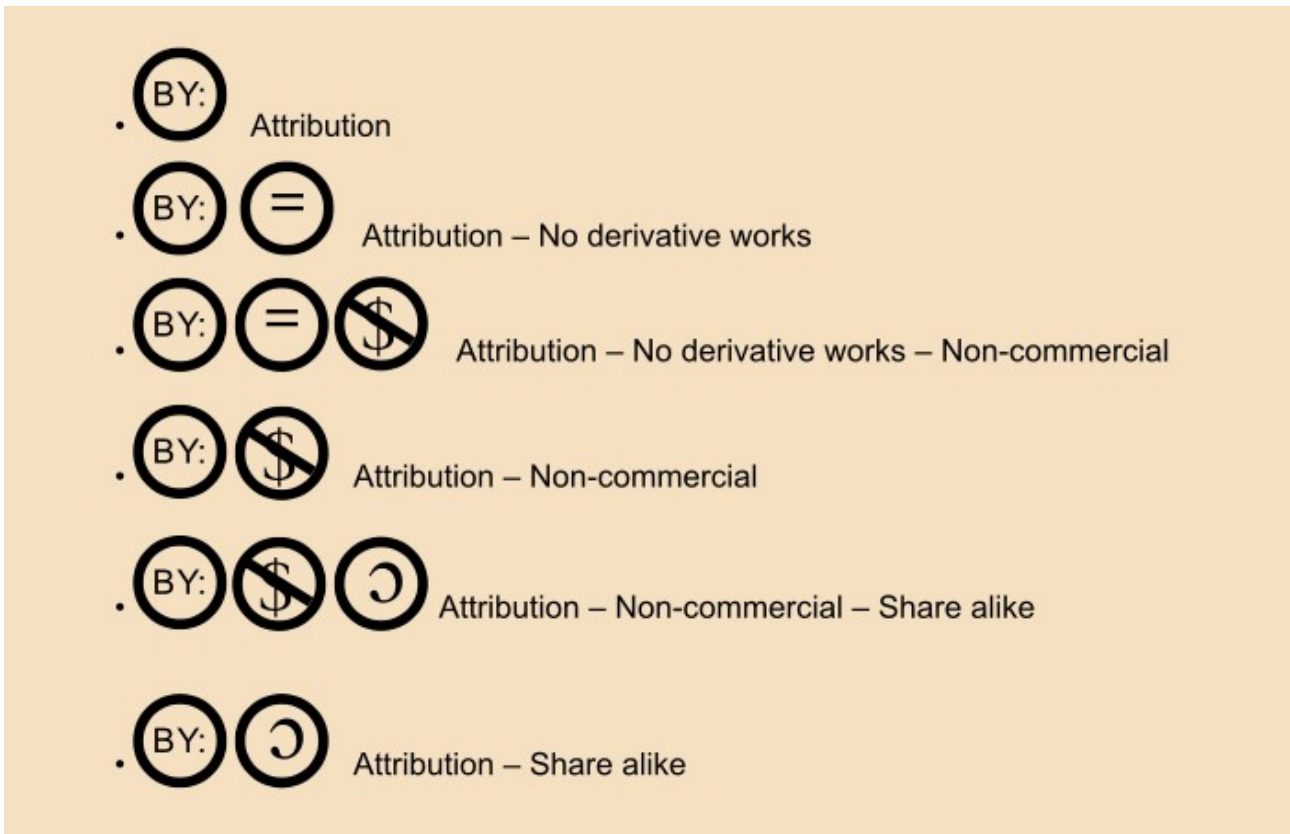 • BY: Attribution
• BY: = Attribution – No derivative works
• BY: = $ Attribution – No derivative works – Non-commercial
• BY: $ Attribution – Non-commercial
• BY: $ ɔ Attribution – Non-commercial – Share alike
• BY: ɔ Attribution – Share alike